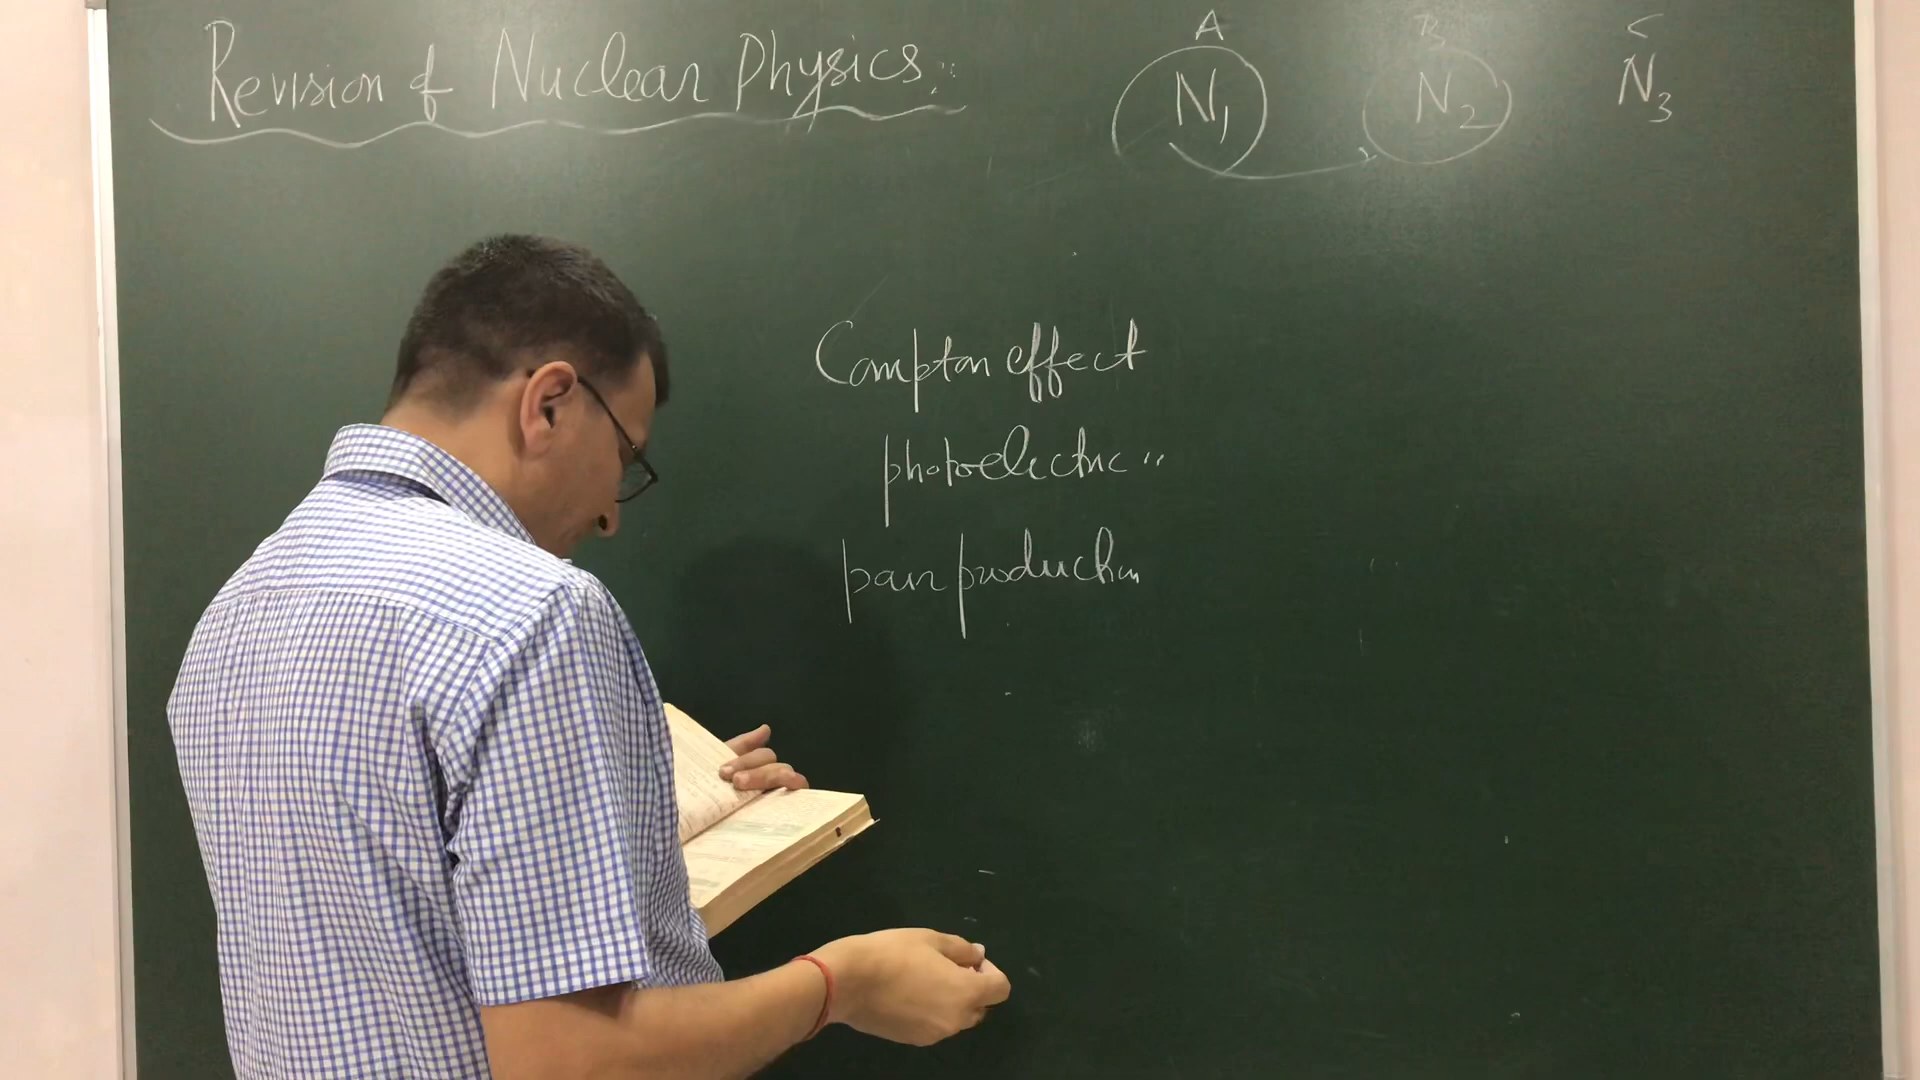 Revision of Nuclear Physics
A B C
N1 N2 N3
Compton effect
photoelectric "
pair production